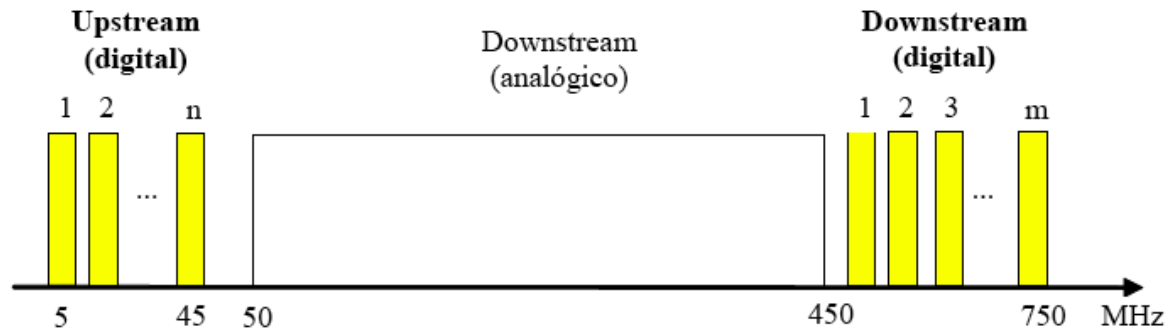 Upstream
(digital)
Downstream
(analógico)
Downstream
(digital)
1 2 n
1 2 3 m
...
...
5 45 50 450 750 MHz